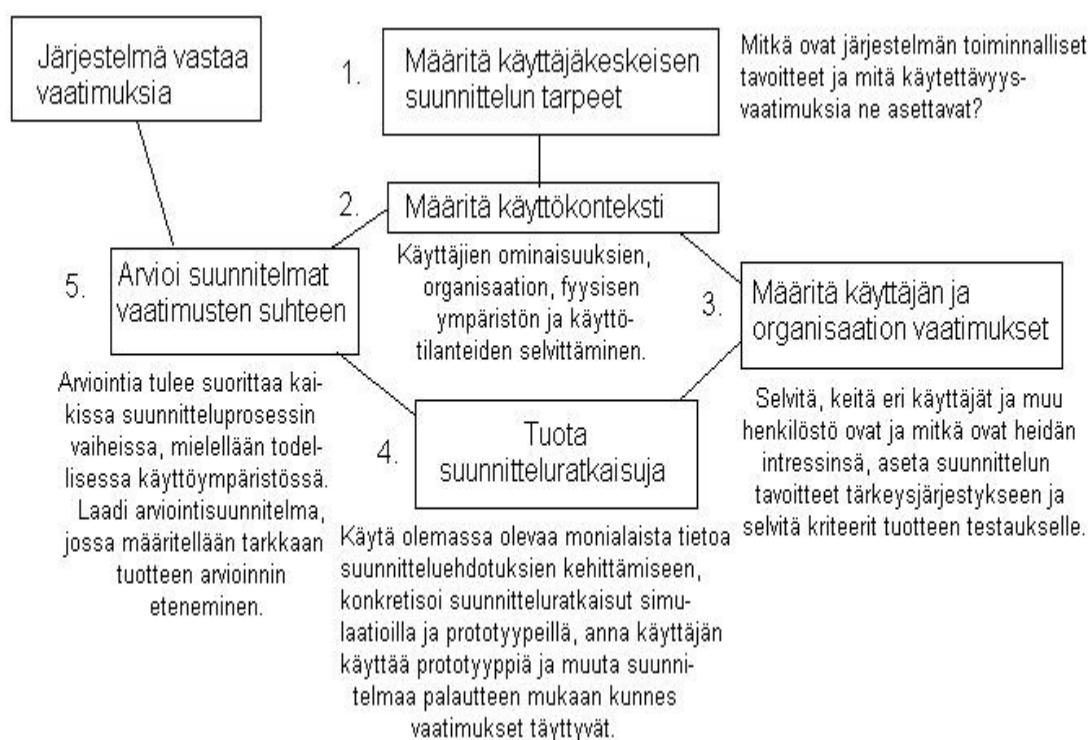 Järjestelmä vastaa
vaatimuksia
1.
Määritä käyttäjäkeskeisen
suunnittelun tarpeet
Mitkä ovat järjestelmän toiminnalliset
tavoitteet ja mitä käytettävyys-
vaatimuksia ne asettavat?
2.
Määritä käyttökonteksti
Käyttäjien ominaisuuksien,
organisaation, fyysisen
ympäristön ja käyttö-
tilanteiden selvittäminen.
3.
Määritä käyttäjän ja
organisaation vaatimukset
Selvitä, keitä eri käyttäjät ja muu
henkilöstö ovat ja mitkä ovat heidän
intressinsä, aseta suunnittelun
tavoitteet tärkeysjärjestykseen ja
selvitä kriteerit tuotteen testaukselle.
4.
Tuota
suunnitteluratkaisuja
Käytä olemassa olevaa monialaista tietoa
suunnitteluehdotuksien kehittämiseen,
konkretisoi suunnitteluratkaisut simu-
laatioilla ja prototyypeillä, anna käyttäjän
käyttää prototyyppiä ja muuta suunni-
telmaa palautteen mukaan kunnes
vaatimukset täyttyvät.
5.
Arvioi suunnitelmat
vaatimusten suhteen
Arviointia tulee suorittaa kai-
kissa suunnitteluprosessin
vaiheissa, mielellään todel-
lisessa käyttöympäristössä.
Laadi arviointisuunnitelma,
jossa määritellään tarkkaan
tuotteen arvioinnin
eteneminen.